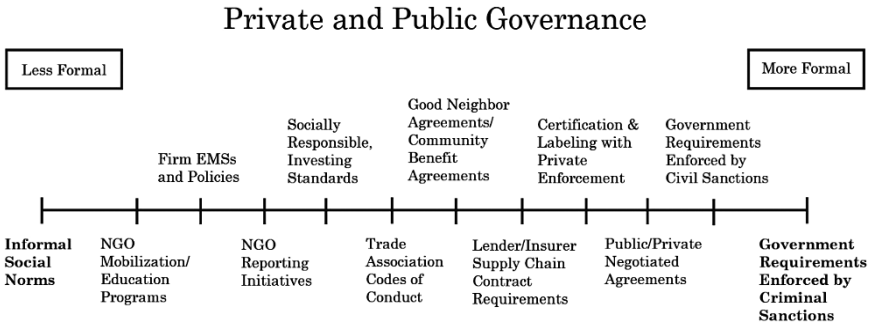 Private and Public Governance
Less Formal
More Formal
Firm EMSs
and Policies
Socially
Responsible,
Investing
Standards
Good Neighbor
Agreements/
Community
Benefit
Agreements
Certification &
Labeling with
Private
Enforcement
Government
Requirements
Enforced by
Civil Sanctions
Informal
Social
Norms
NGO
Mobilization/
Education
Programs
NGO
Reporting
Initiatives
Trade
Association
Codes of
Conduct
Lender/Insurer
Supply Chain
Contract
Requirements
Public/Private
Negotiated
Agreements
Government
Requirements
Enforced by
Criminal
Sanctions